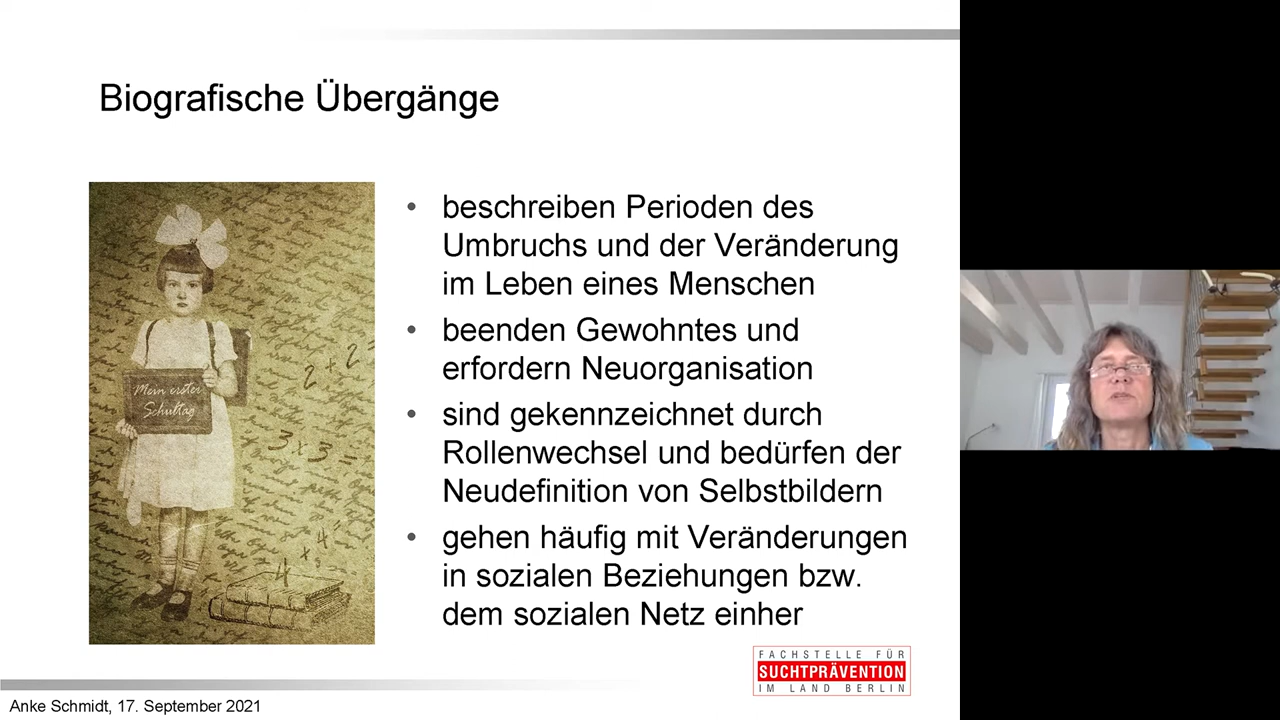 Biografische Übergänge
Mein erster
Schultag
2 + 2
3 x 3 =
• beschreiben Perioden des
Umbruchs und der Veränderung
im Leben eines Menschen
• beenden Gewohntes und
erfordern Neuorganisation
• sind gekennzeichnet durch
Rollenwechsel und bedürfen der
Neudefinition von Selbstbildern
• gehen häufig mit Veränderungen
in sozialen Beziehungen bzw.
dem sozialen Netz einher
FACHSTELLE FÜR
SUCHTPRÄVENTION
IM LAND BERLIN
Anke Schmidt, 17. September 2021